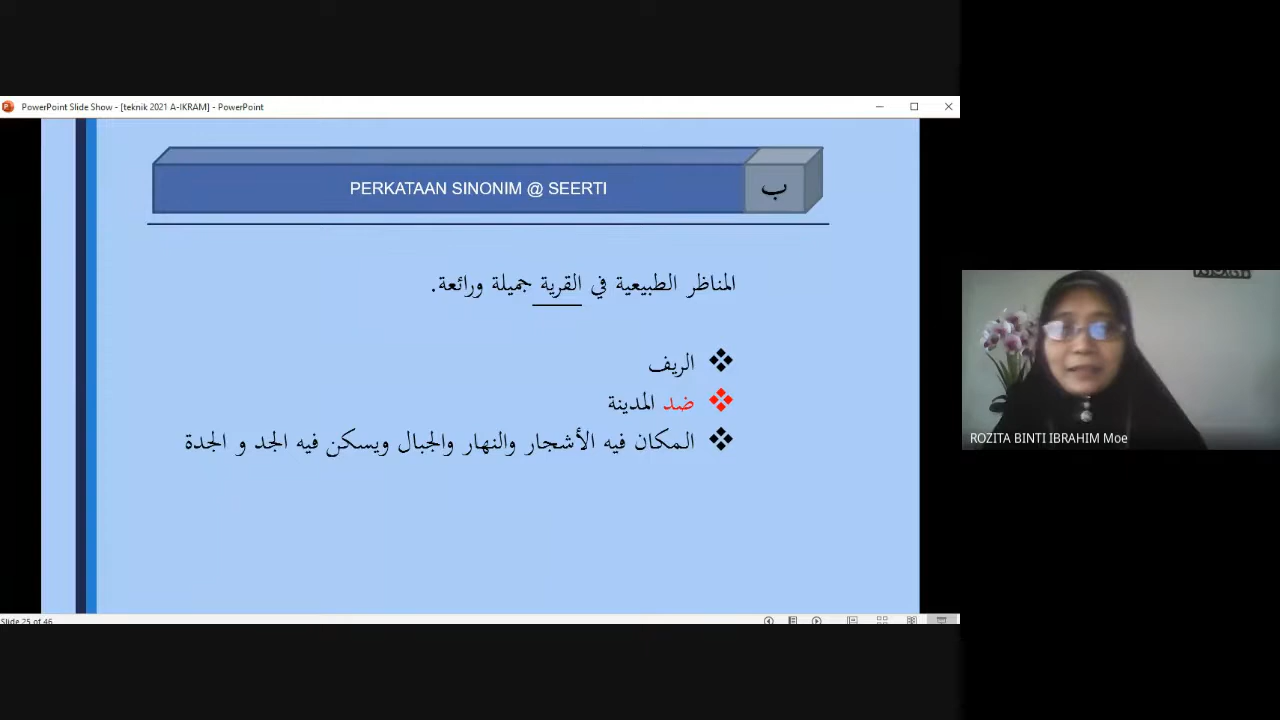 PowerPoint Slide Show - [teknik 2021 A-IKRAM] - PowerPoint
PERKATAAN SINONIM @ SEERTI
ب
المناظر الطبيعية في القرية جميلة ورائعة.
الريف
ضد المدينة
المكان فيه الأشجار والنهار والجبال ويسكن فيه الجد و الجدة
ROZITA BINTI IBRAHIM Moe
Slide 25 of 46